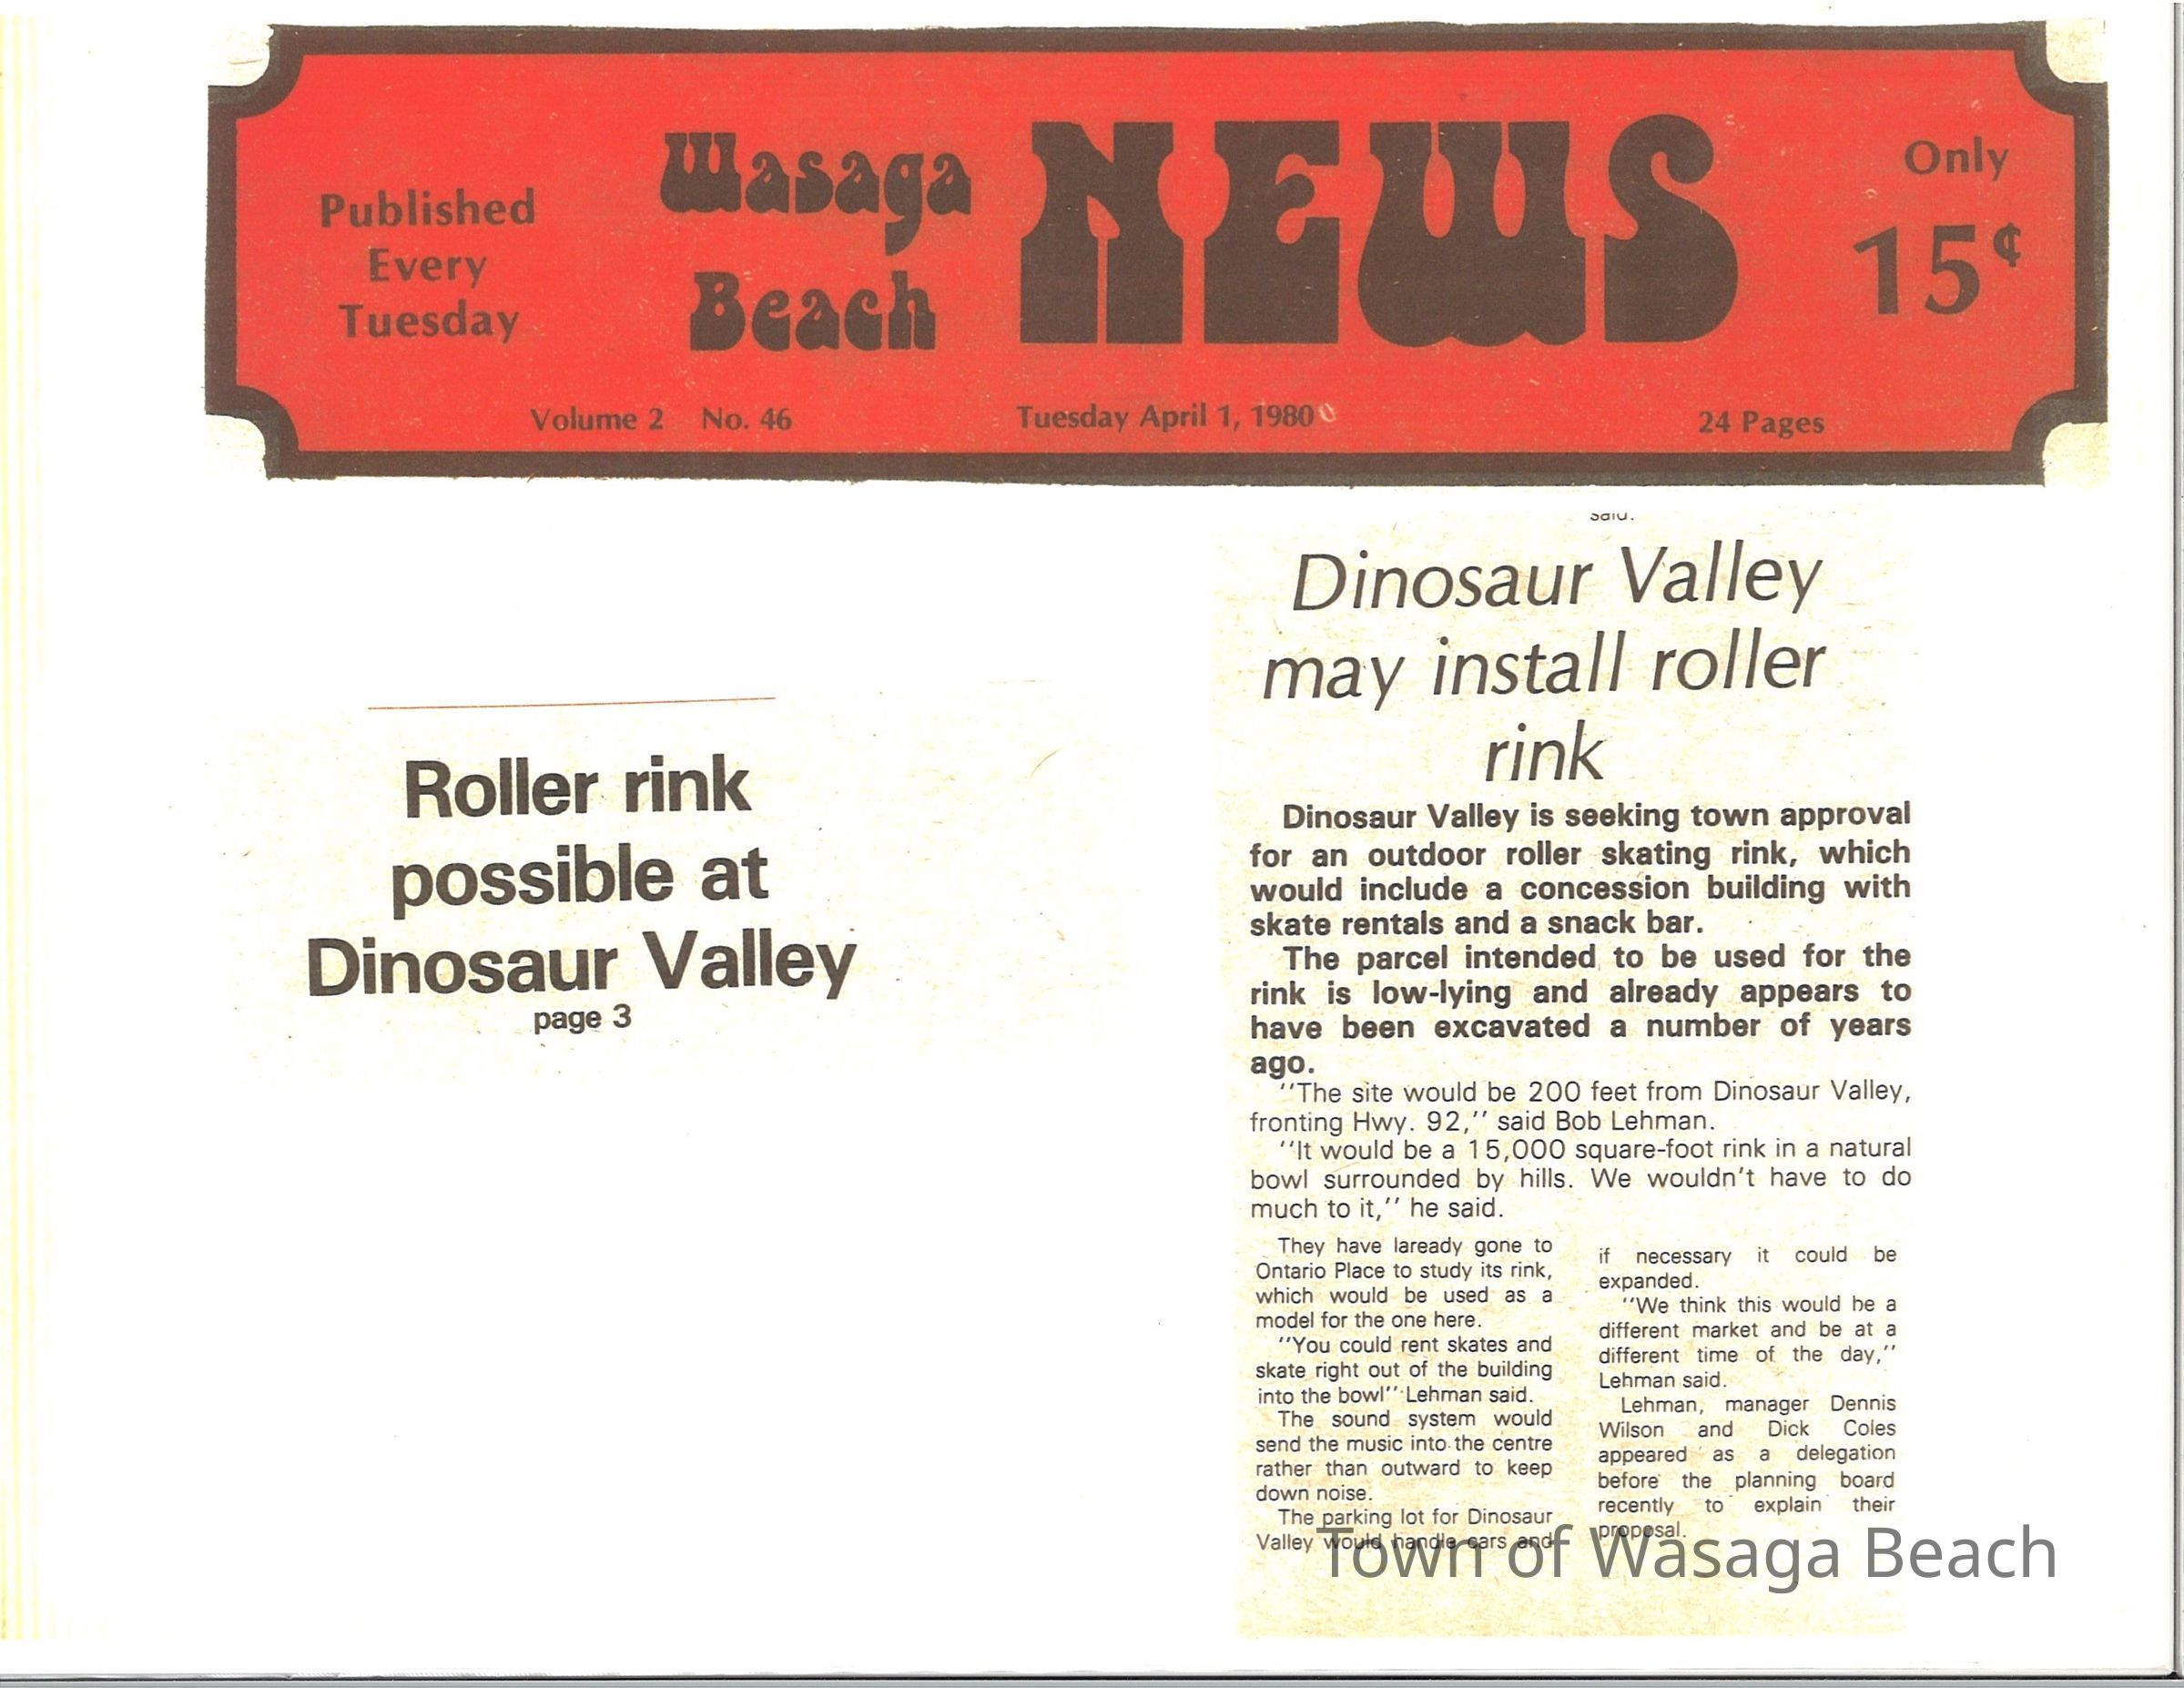 Published
Every
Tuesday
Wasaga
Beach
NEWS
Only
15¢
Volume 2 No. 46
Tuesday April 1, 1980
24 Pages
Roller rink
possible at
Dinosaur Valley
page 3
said.
Dinosaur Valley
may install roller
rink
Dinosaur Valley is seeking town approval
for an outdoor roller skating rink, which
would include a concession building with
skate rentals and a snack bar.
The parcel intended to be used for the
rink is low-lying and already appears to
have been excavated a number of years
ago.
''The site would be 200 feet from Dinosaur Valley,
fronting Hwy. 92,'' said Bob Lehman.
''It would be a 15,000 square-foot rink in a natural
bowl surrounded by hills. We wouldn't have to do
much to it,'' he said.
They have laready gone to
Ontario Place to study its rink,
which would be used as a
model for the one here.
''You could rent skates and
skate right out of the building
into the bowl'' Lehman said.
The sound system would
send the music into the centre
rather than outward to keep
down noise.
The parking lot for Dinosaur
Valley would handle cars and
if necessary it could be
expanded.
''We think this would be a
different market and be at a
different time of the day,''
Lehman said.
Lehman, manager Dennis
Wilson and Dick Coles
appeared as a delegation
before the planning board
recently to explain their
proposal.
Town of Wasaga Beach